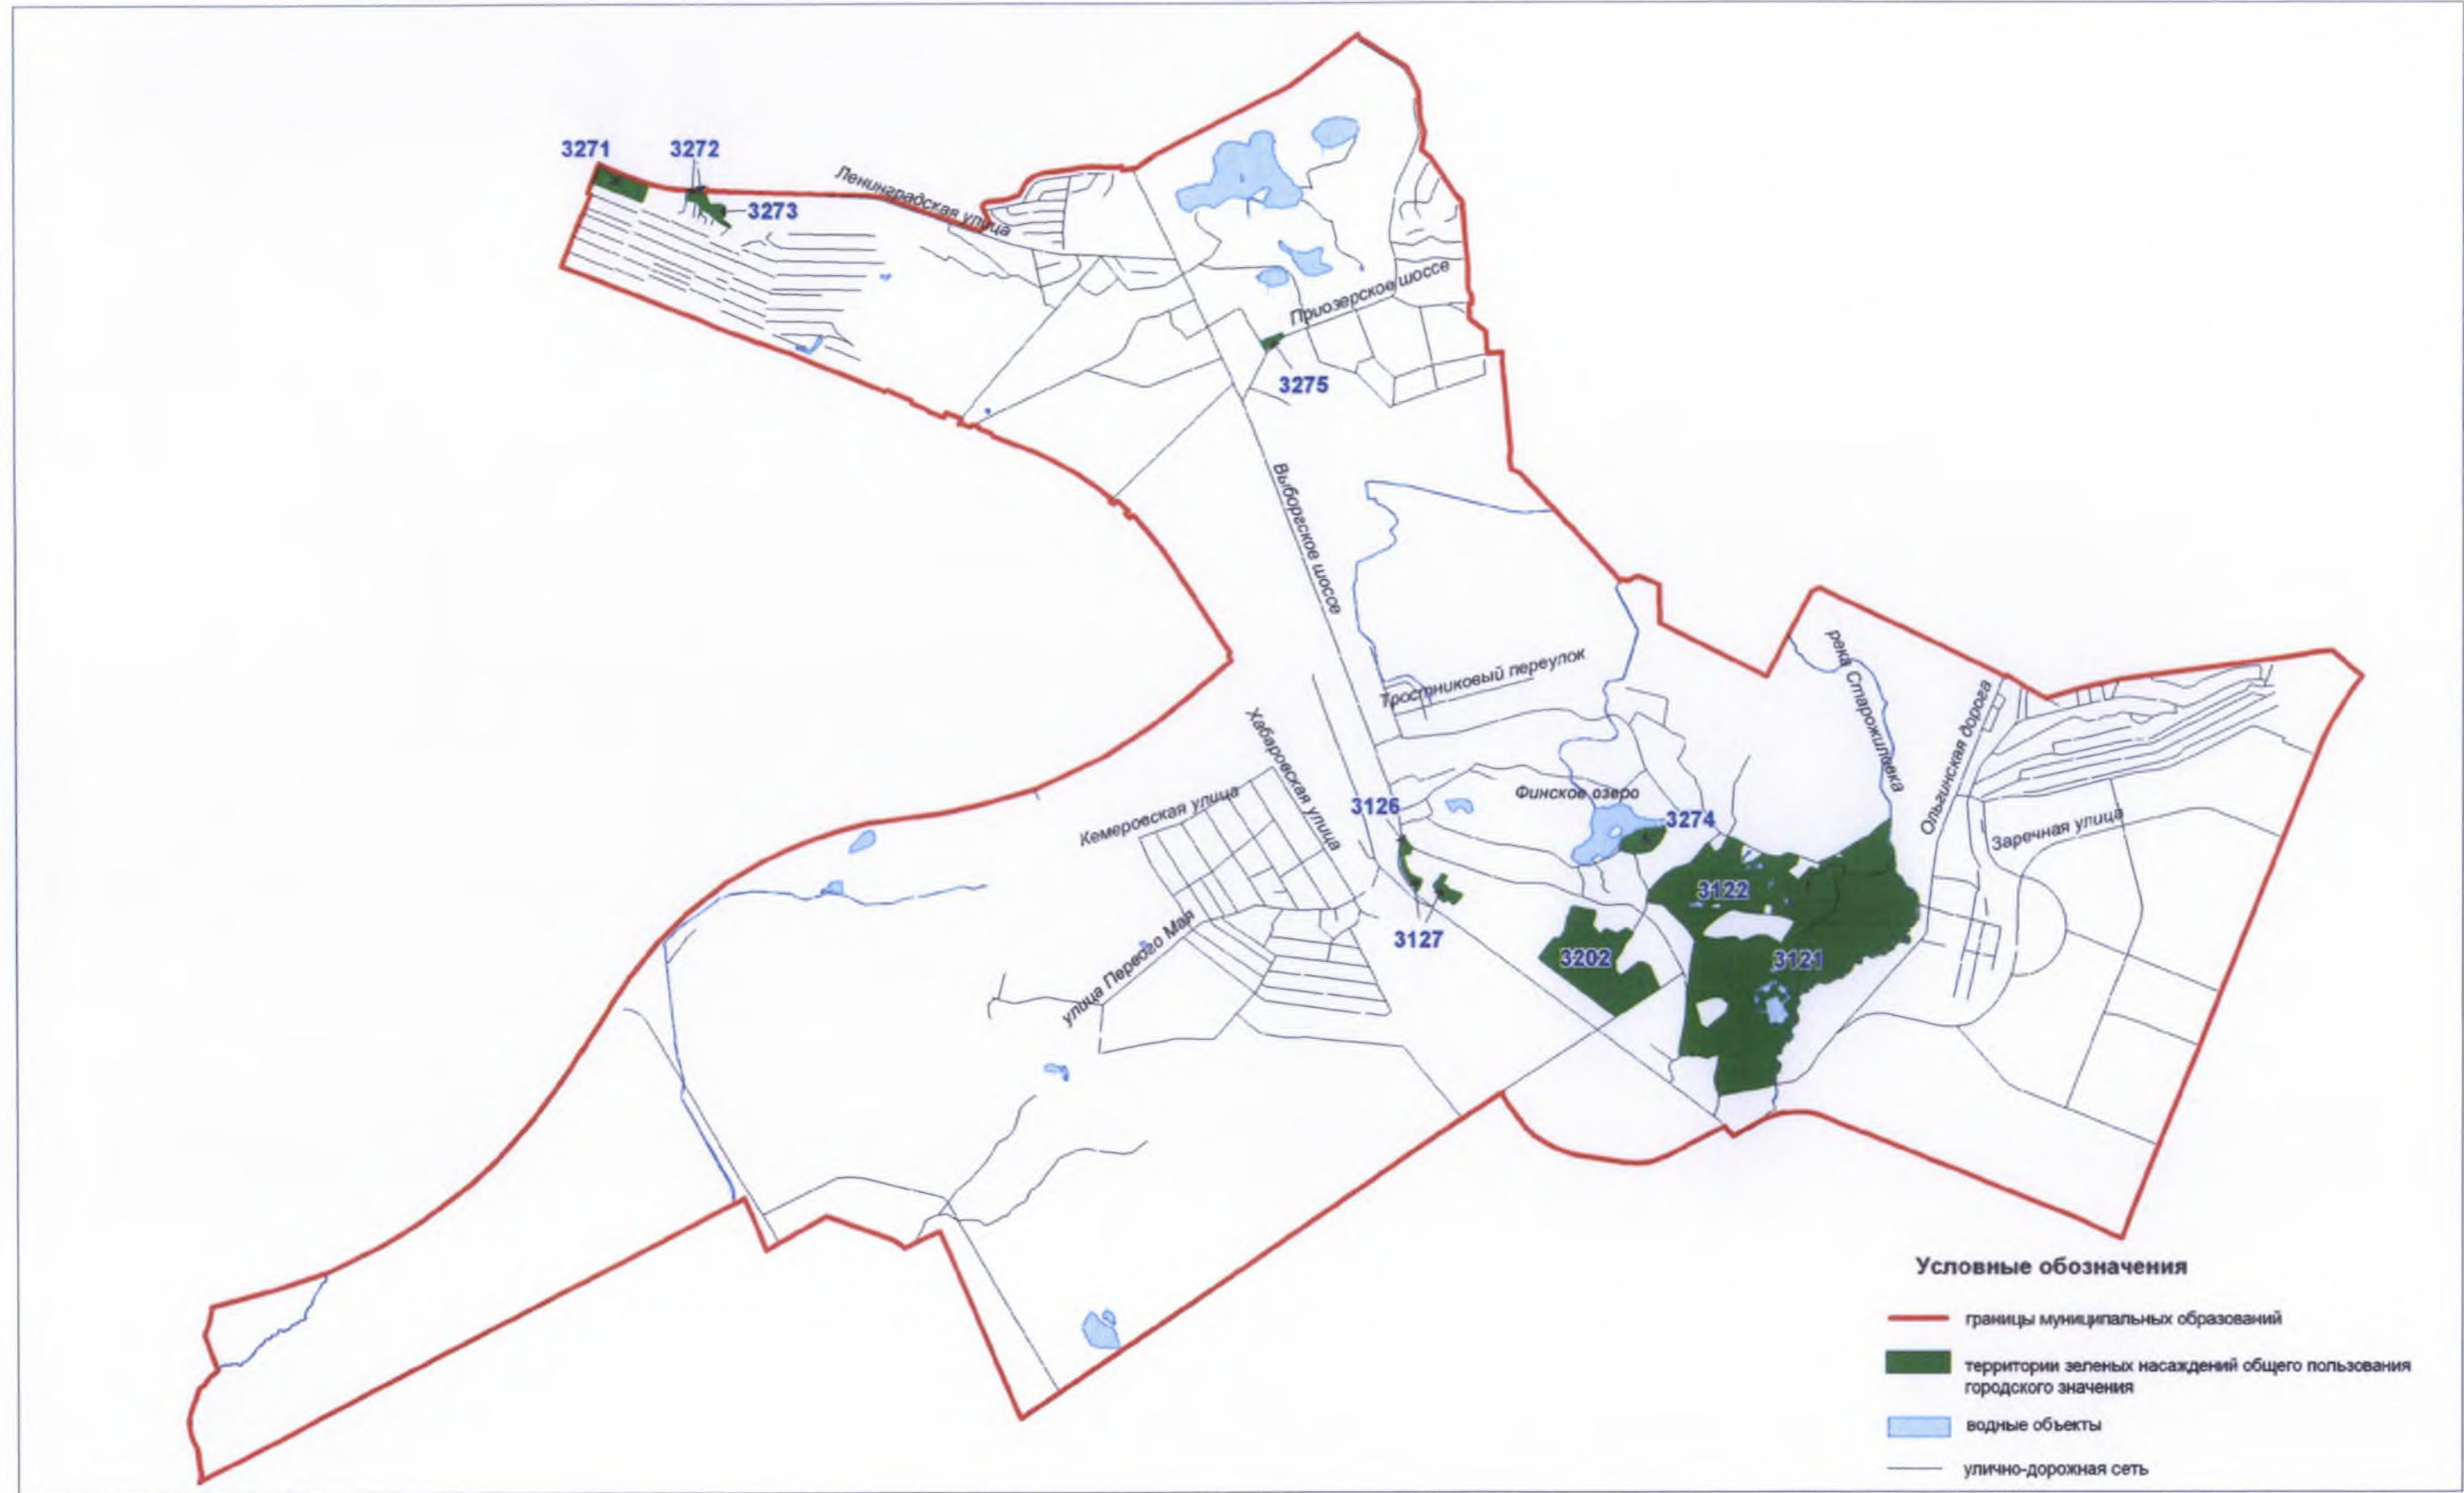 3271
3272
3273
Ленинградская улица
Приозерское шоссе
3275
Выборгское шоссе
Тростниковый переулок
река Старожиловка
Ольгинская дорога
Хабаровская улица
Кемеровская улица
3126
Финское озеро
3274
Заречная улица
3122
улица Первого Мая
3127
3202
3121
Условные обозначения
границы муниципальных образований
территории зеленых насаждений общего пользования
городского значения
водные объекты
улично-дорожная сеть